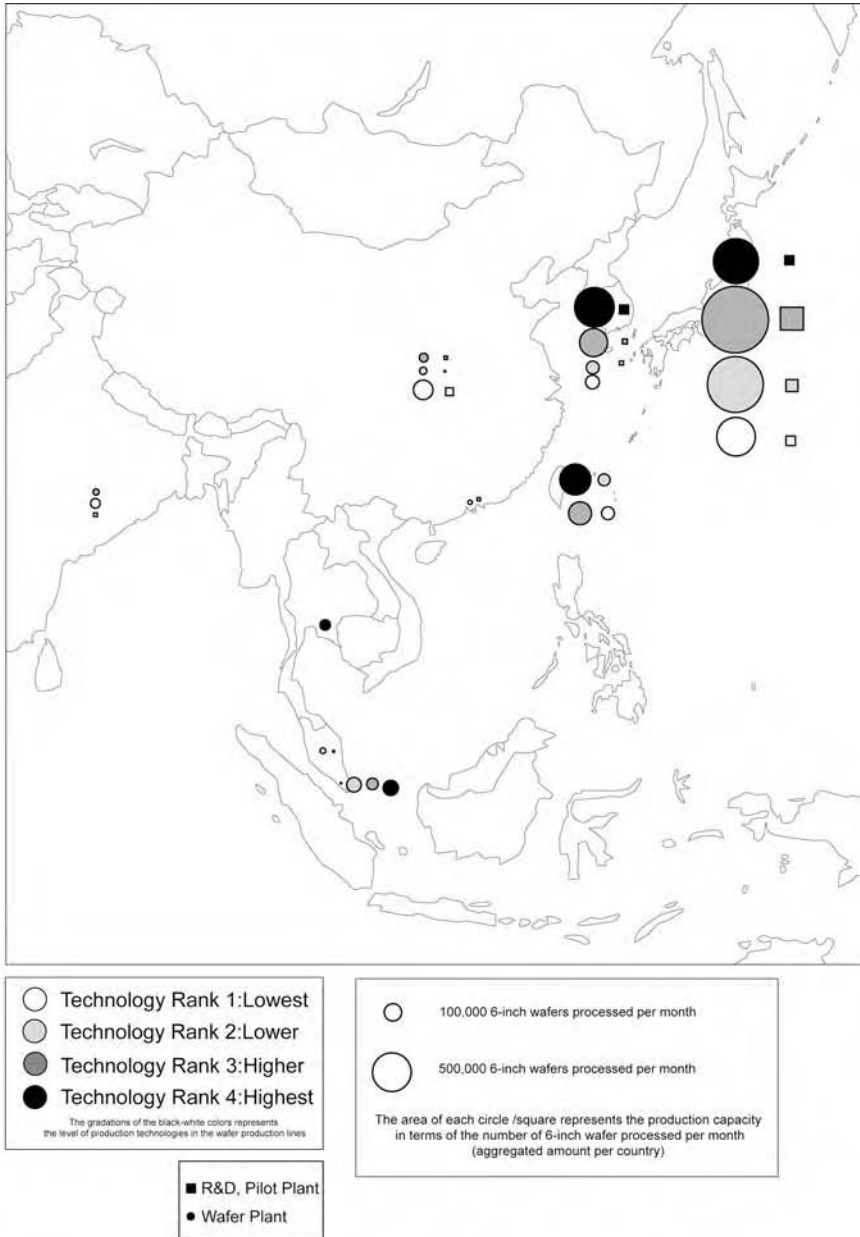 Technology Rank 1:Lowest
Technology Rank 2:Lower
Technology Rank 3:Higher
Technology Rank 4:Highest
The gradations of the black-white colors represents
the level of production technologies in the wafer production lines
100,000 6-inch wafers processed per month
500,000 6-inch wafers processed per month
The area of each circle /square represents the production capacity
in terms of the number of 6-inch wafer processed per month
(aggregated amount per country)
R&D, Pilot Plant
Wafer Plant